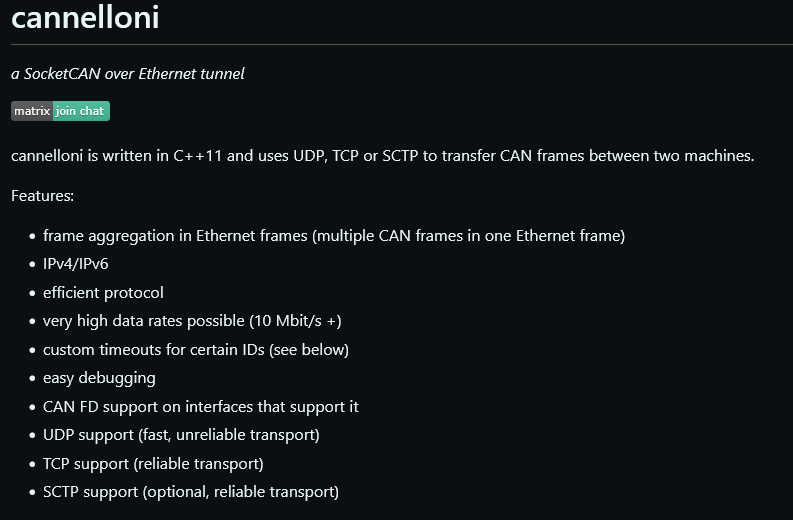 cannelloni
a SocketCAN over Ethernet tunnel
matrix join chat
cannelloni is written in C++11 and uses UDP, TCP or SCTP to transfer CAN frames between two machines.
Features:
• frame aggregation in Ethernet frames (multiple CAN frames in one Ethernet frame)
• IPv4/IPv6
• efficient protocol
• very high data rates possible (10 Mbit/s +)
• custom timeouts for certain IDs (see below)
• easy debugging
• CAN FD support on interfaces that support it
• UDP support (fast, unreliable transport)
• TCP support (reliable transport)
• SCTP support (optional, reliable transport)